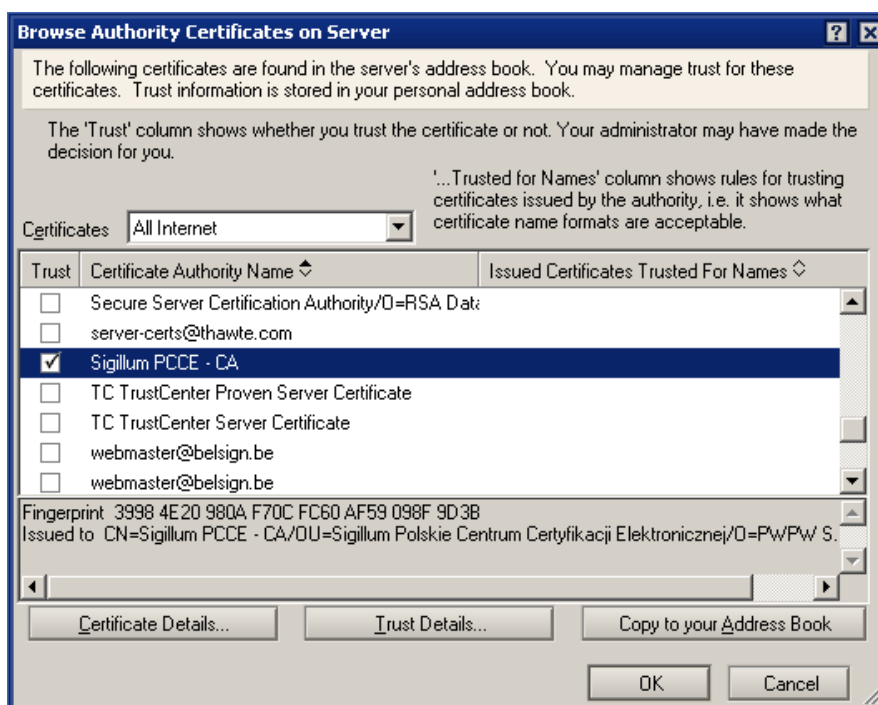 Browse Authority Certificates on Server
The following certificates are found in the server's address book. You may manage trust for these
certificates. Trust information is stored in your personal address book.
The 'Trust' column shows whether you trust the certificate or not. Your administrator may have made the
decision for you.
'...Trusted for Names' column shows rules for trusting
certificates issued by the authority, i.e. it shows what
certificate name formats are acceptable.
Certificates All Internet
Trust Certificate Authority Name Issued Certificates Trusted For Names
Secure Server Certification Authority/O=RSA Data
server-certs@thawte.com
Sigillum PCCE - CA
TC TrustCenter Proven Server Certificate
TC TrustCenter Server Certificate
webmaster@belsign.be
webmaster@belsign.be
Fingerprint 3998 4E20 980A F70C FC60 AF59 098F 9D3B
Issued to CN=Sigillum PCCE - CA/OU=Sigillum Polskie Centrum Certyfikacji Elektronicznej/O=PWPW S.
Certificate Details... Trust Details... Copy to your Address Book
OK Cancel